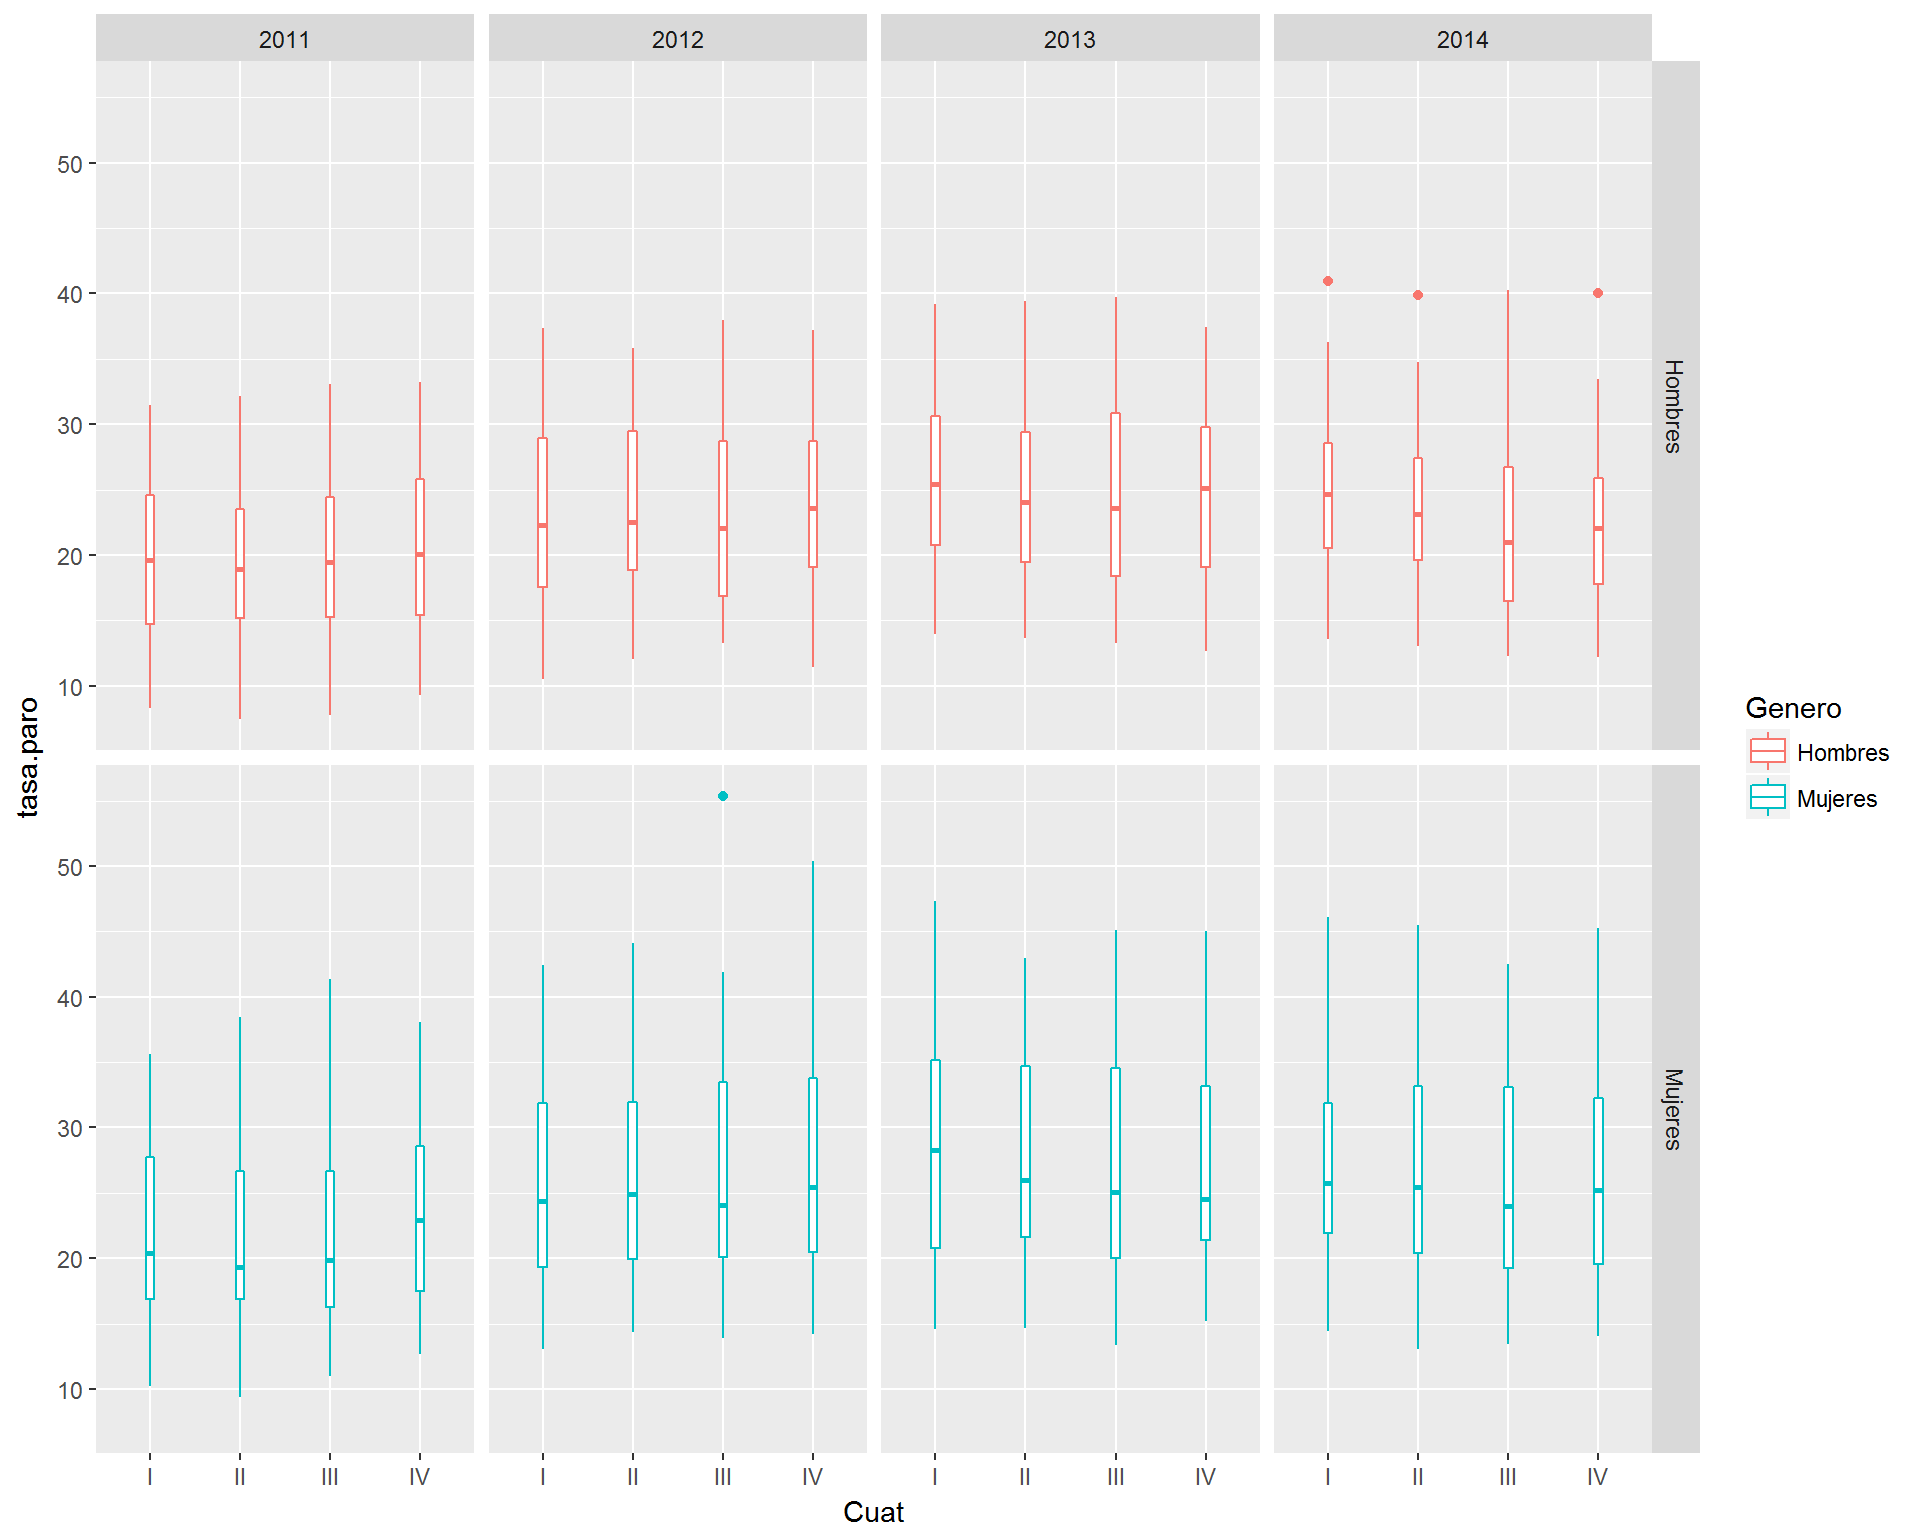 2011 2012 2013 2014
50
40
30
20
10
Hombres
50
40
30
20
10
Mujeres
I II III IV I II III IV I II III IV I II III IV
Cuat
tasa.paro
Genero
Hombres
Mujeres